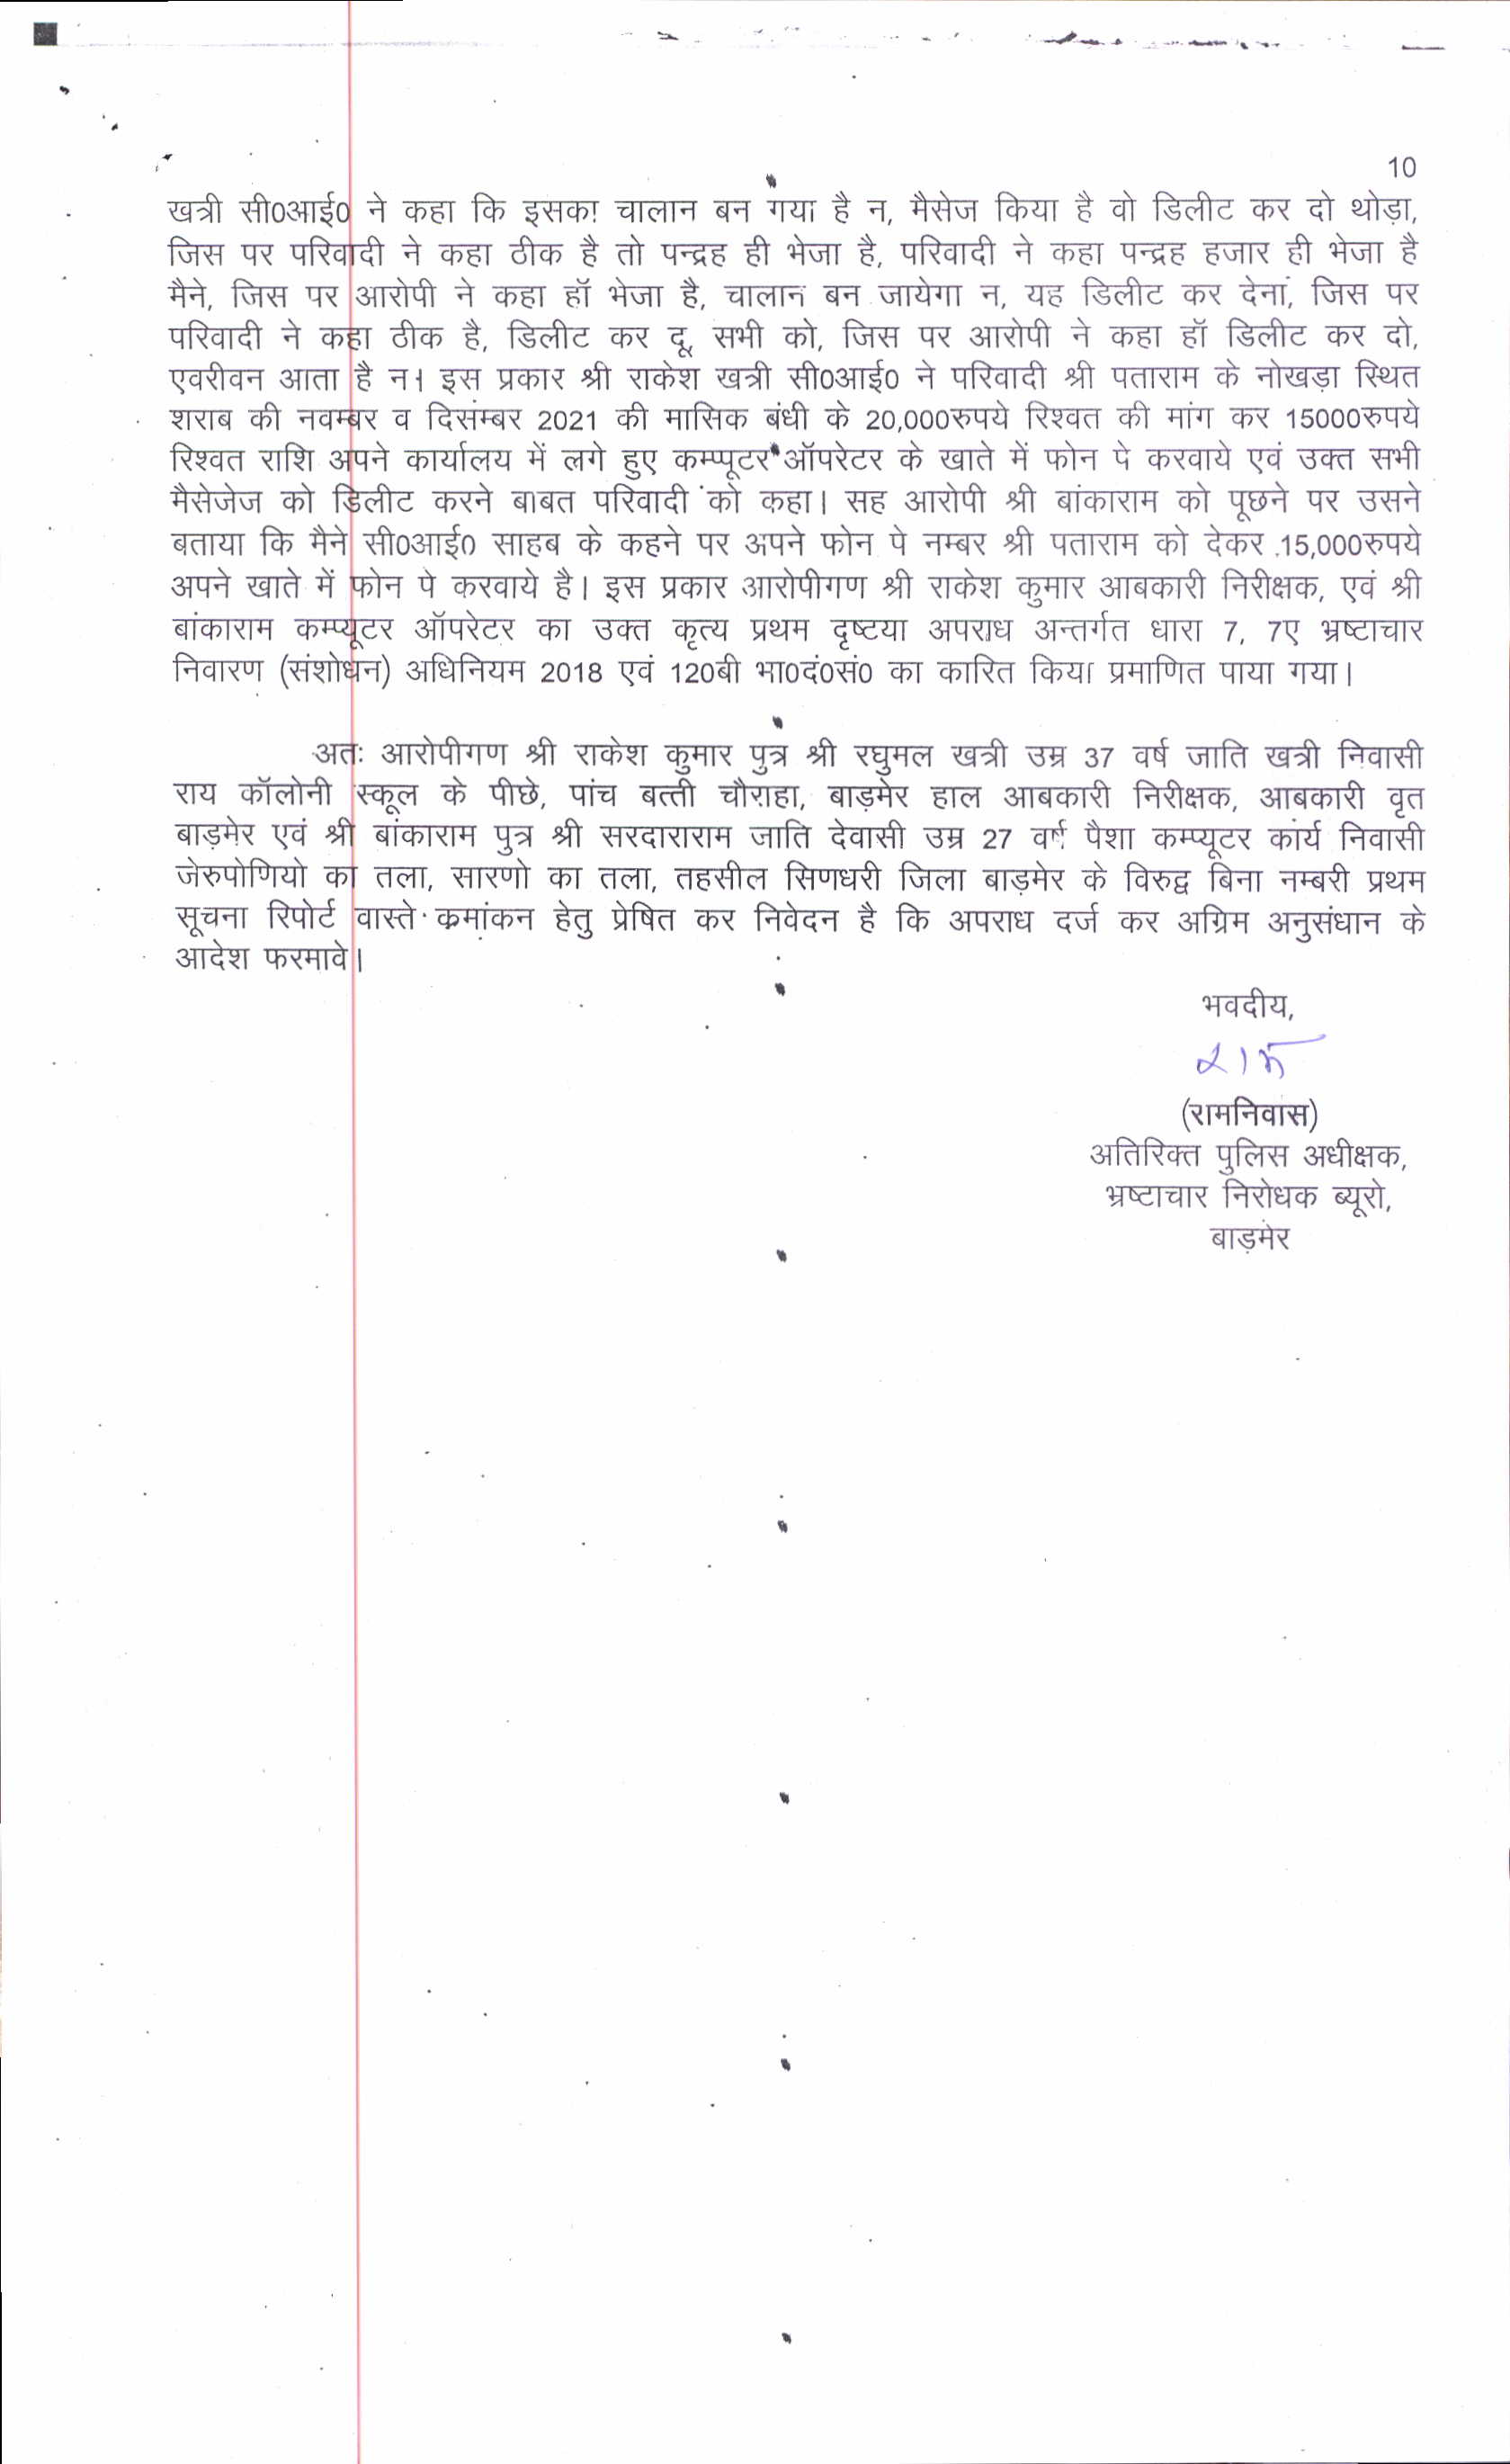 10
खत्री सी0आई0 ने कहा कि इसका चालान बन गया है न, मैसेज किया है वो डिलीट कर दो थोड़ा,
जिस पर परिवादी ने कहा ठीक है तो पन्द्रह ही भेजा है, परिवादी ने कहा पन्द्रह हजार ही भेजा है
मैने, जिस पर आरोपी ने कहा हॉ भेजा है, चालान बन जायेगा न, यह डिलीट कर देना, जिस पर
परिवादी ने कहा ठीक है, डिलीट कर दू, सभी को, जिस पर आरोपी ने कहा हॉ डिलीट कर दो,
एवरीवन आता है न। इस प्रकार श्री राकेश खत्री सी0आई0 ने परिवादी श्री पताराम के नोखड़ा स्थित
शराब की नवम्बर व दिसम्बर 2021 की मासिक बंधी के 20,000रुपये रिश्वत की मांग कर 15000रुपये
रिश्वत राशि अपने कार्यालय में लगे हुए कम्प्यूटर ऑपरेटर के खाते में फोन पे करवाये एवं उक्त सभी
मैसेजेज को डिलीट करने बाबत परिवादी को कहा। सह आरोपी श्री बांकाराम को पूछने पर उसने
बताया कि मैने सी0आई0 साहब के कहने पर अपने फोन पे नम्बर श्री पताराम को देकर 15,000रुपये
अपने खाते में फोन पे करवाये है। इस प्रकार आरोपीगण श्री राकेश कुमार आबकारी निरीक्षक, एवं श्री
बांकाराम कम्प्यूटर ऑपरेटर का उक्त कृत्य प्रथम दृष्टया अपराध अन्तर्गत धारा 7, 7ए भ्रष्टाचार
निवारण (संशोधन) अधिनियम 2018 एवं 120बी भा0दं0सं0 का कारित किया प्रमाणित पाया गया।
अतः आरोपीगण श्री राकेश कुमार पुत्र श्री रघुमल खत्री उम्र 37 वर्ष जाति खत्री निवासी
राय कॉलोनी स्कूल के पीछे, पांच बत्ती चौराहा, बाड़मेर हाल आबकारी निरीक्षक, आबकारी वृत
बाड़मेर एवं श्री बांकाराम पुत्र श्री सरदाराराम जाति देवासी उम्र 27 वर्ष पैशा कम्प्यूटर कार्य निवासी
जेरुपोणियो का तला, सारणो का तला, तहसील सिणधरी जिला बाड़मेर के विरुद्व बिना नम्बरी प्रथम
सूचना रिपोर्ट वास्ते क्रमांकन हेतु प्रेषित कर निवेदन है कि अपराध दर्ज कर अग्रिम अनुसंधान के
आदेश फरमावे।
भवदीय,
राम
(रामनिवास)
अतिरिक्त पुलिस अधीक्षक,
भ्रष्टाचार निरोधक ब्यूरो,
बाड़मेर